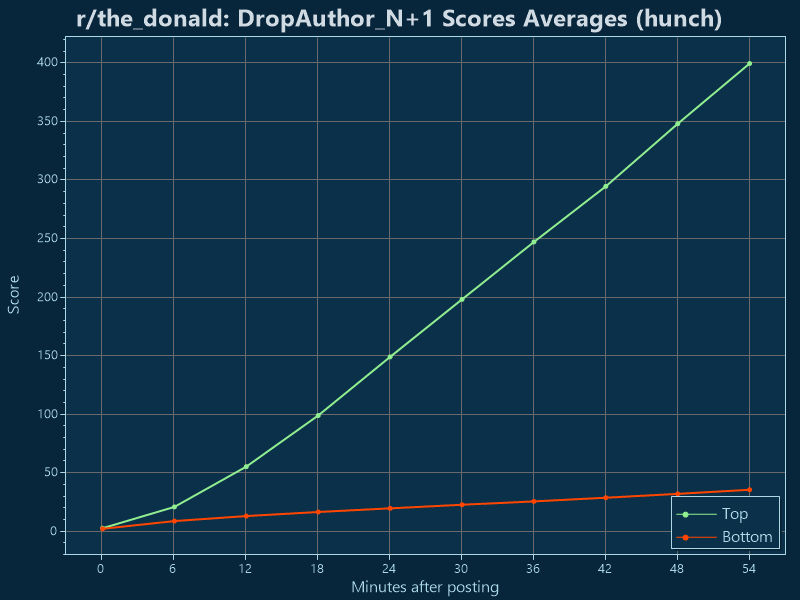 r/the_donald: DropAuthor_N+1 Scores Averages (hunch)
400
350
300
250
200
150
100
50
0
Score
0 6 12 18 24 30 36 42 48 54
Minutes after posting
Top
Bottom